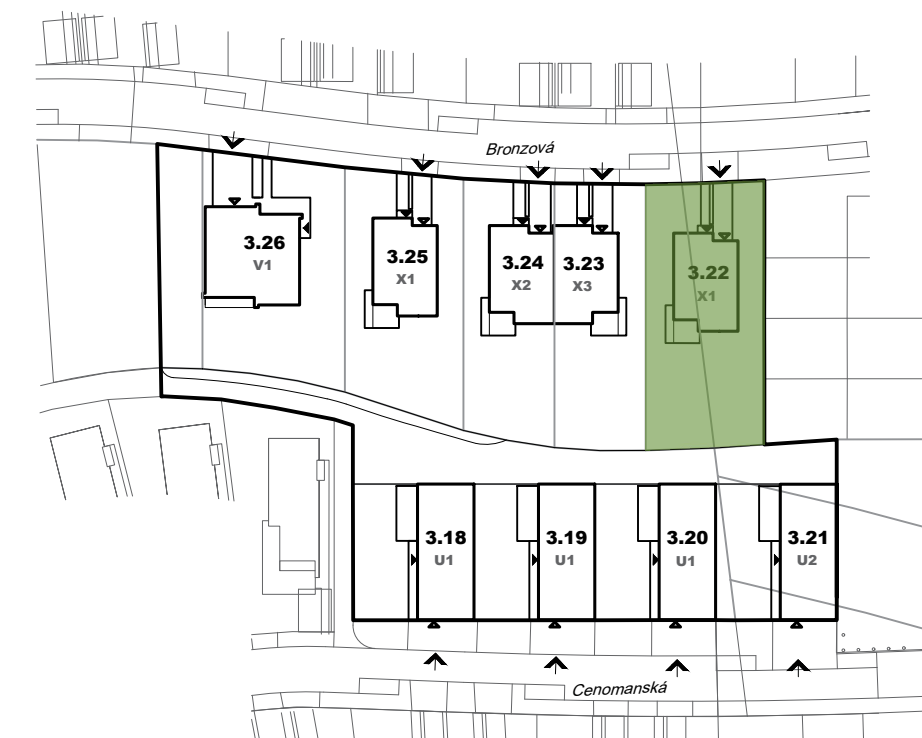 Bronzová
3.26
V1
3.25
X1
3.24
X2
3.23
X3
3.22
X1
3.18
U1
3.19
U1
3.20
U1
3.21
U2
Cenomanská